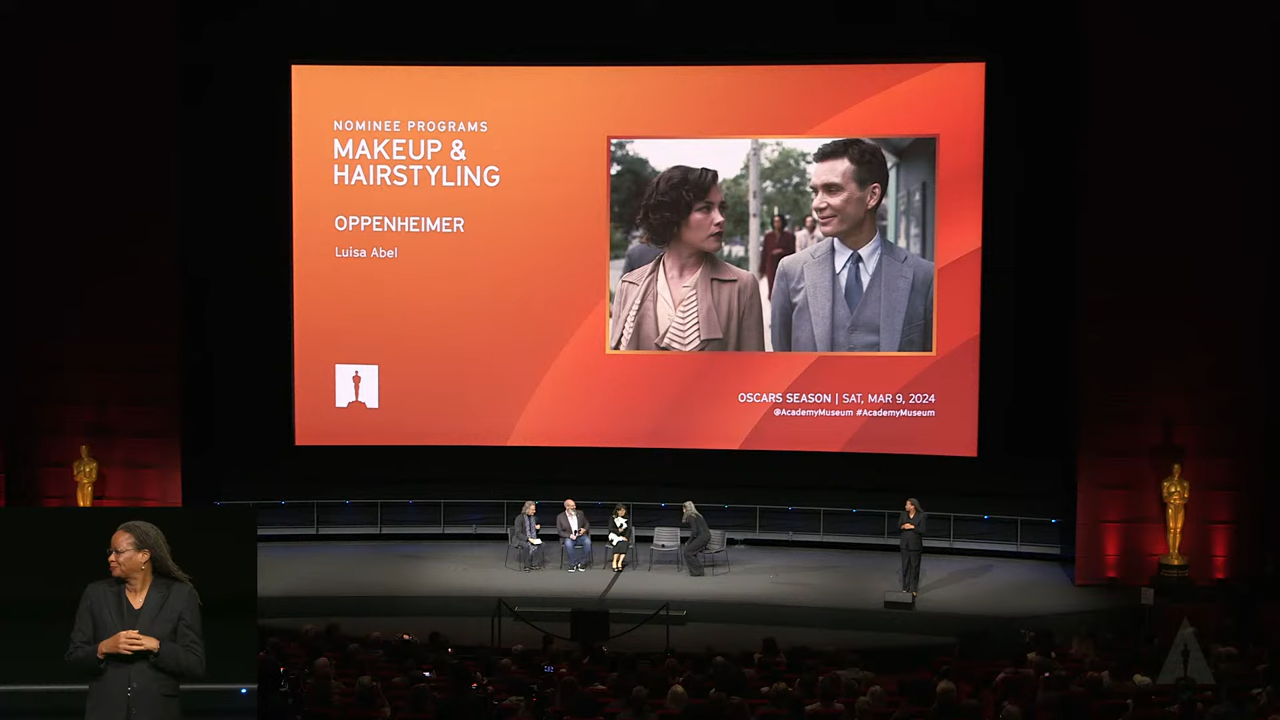 NOMINEE PROGRAMS
MAKEUP &
HAIRSTYLING
OPPENHEIMER
Luisa Abel
OSCARS SEASON | SAT, MAR 9, 2024
@AcademyMuseum #AcademyMuseum